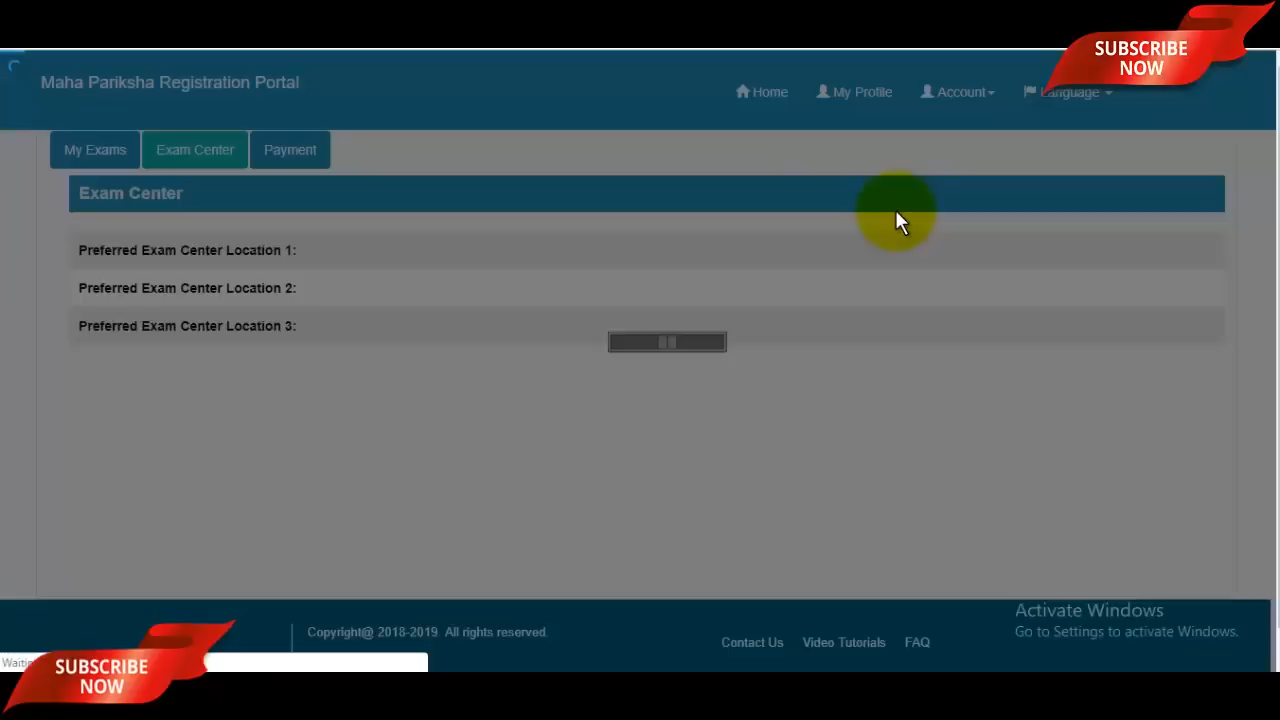 SUBSCRIBE
NOW
Maha Pariksha Registration Portal
Home My Profile Account Language
My Exams Exam Center Payment
Exam Center
Preferred Exam Center Location 1:
Preferred Exam Center Location 2:
Preferred Exam Center Location 3:
Activate Windows
Go to Settings to activate Windows.
Copyright@ 2018-2019. All rights reserved.
Contact Us Video Tutorials FAQ
SUBSCRIBE
NOW